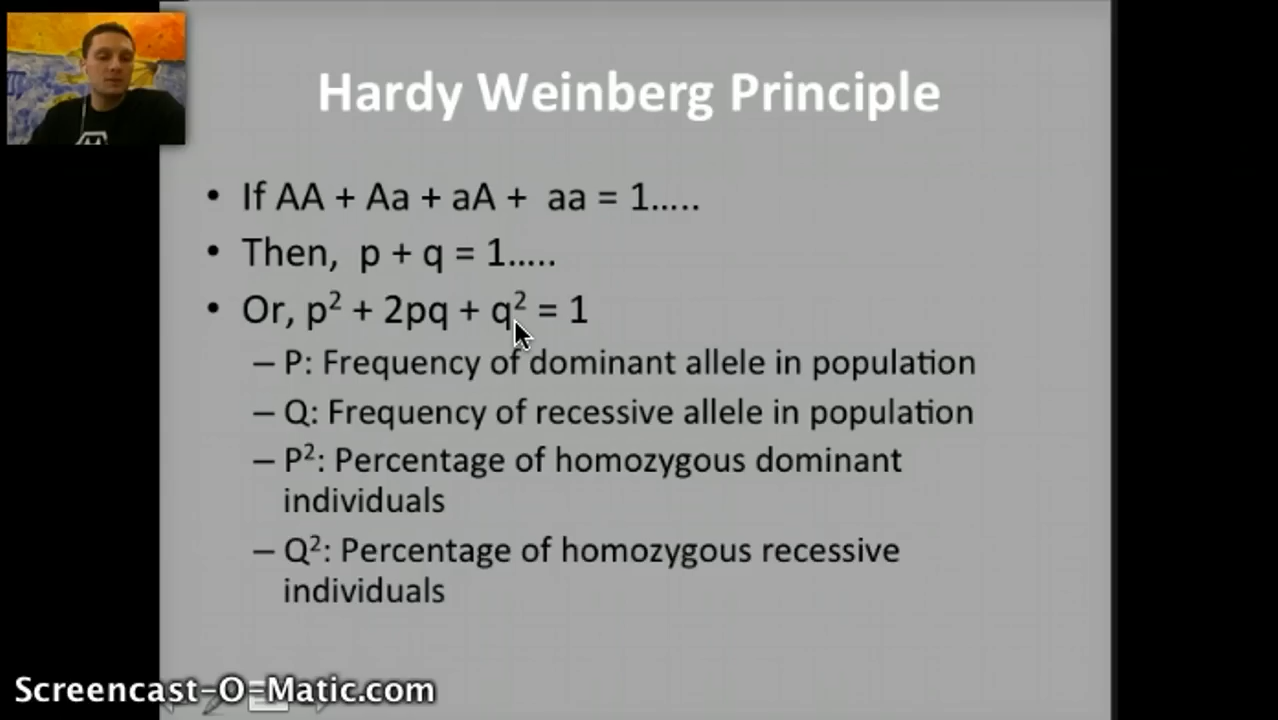 Hardy Weinberg Principle
• If AA + Aa + aA +  aa = 1.....
• Then,  p + q = 1.....
• Or, p² + 2pq + q² = 1
– P: Frequency of dominant allele in population
– Q: Frequency of recessive allele in population
– P²: Percentage of homozygous dominant
individuals
– Q²: Percentage of homozygous recessive
individuals
Screencast-O-Matic.com